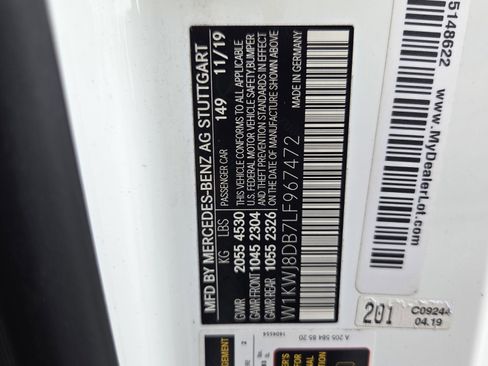 MFD BY MERCEDES-BENZ AG STUTTGART
149 11/19
KG LBS PASSENGER CAR
GVWR 2055 4530 THIS VEHICLE CONFORMS TO ALL APPLICABLE
GAWR FRONT 1045 2304 U.S. FEDERAL MOTOR VEHICLE SAFETY, BUMPER
AND THEFT PREVENTION STANDARDS IN EFFECT
GAWR REAR 1055 2326 ON THE DATE OF MANUFACTURE SHOWN ABOVE
W1KWJ8DB7LF967472 MADE IN GERMANY
5148622
www.MyDealerLot.com
201 C09244
04.19
A 205 584 85 20
1604554